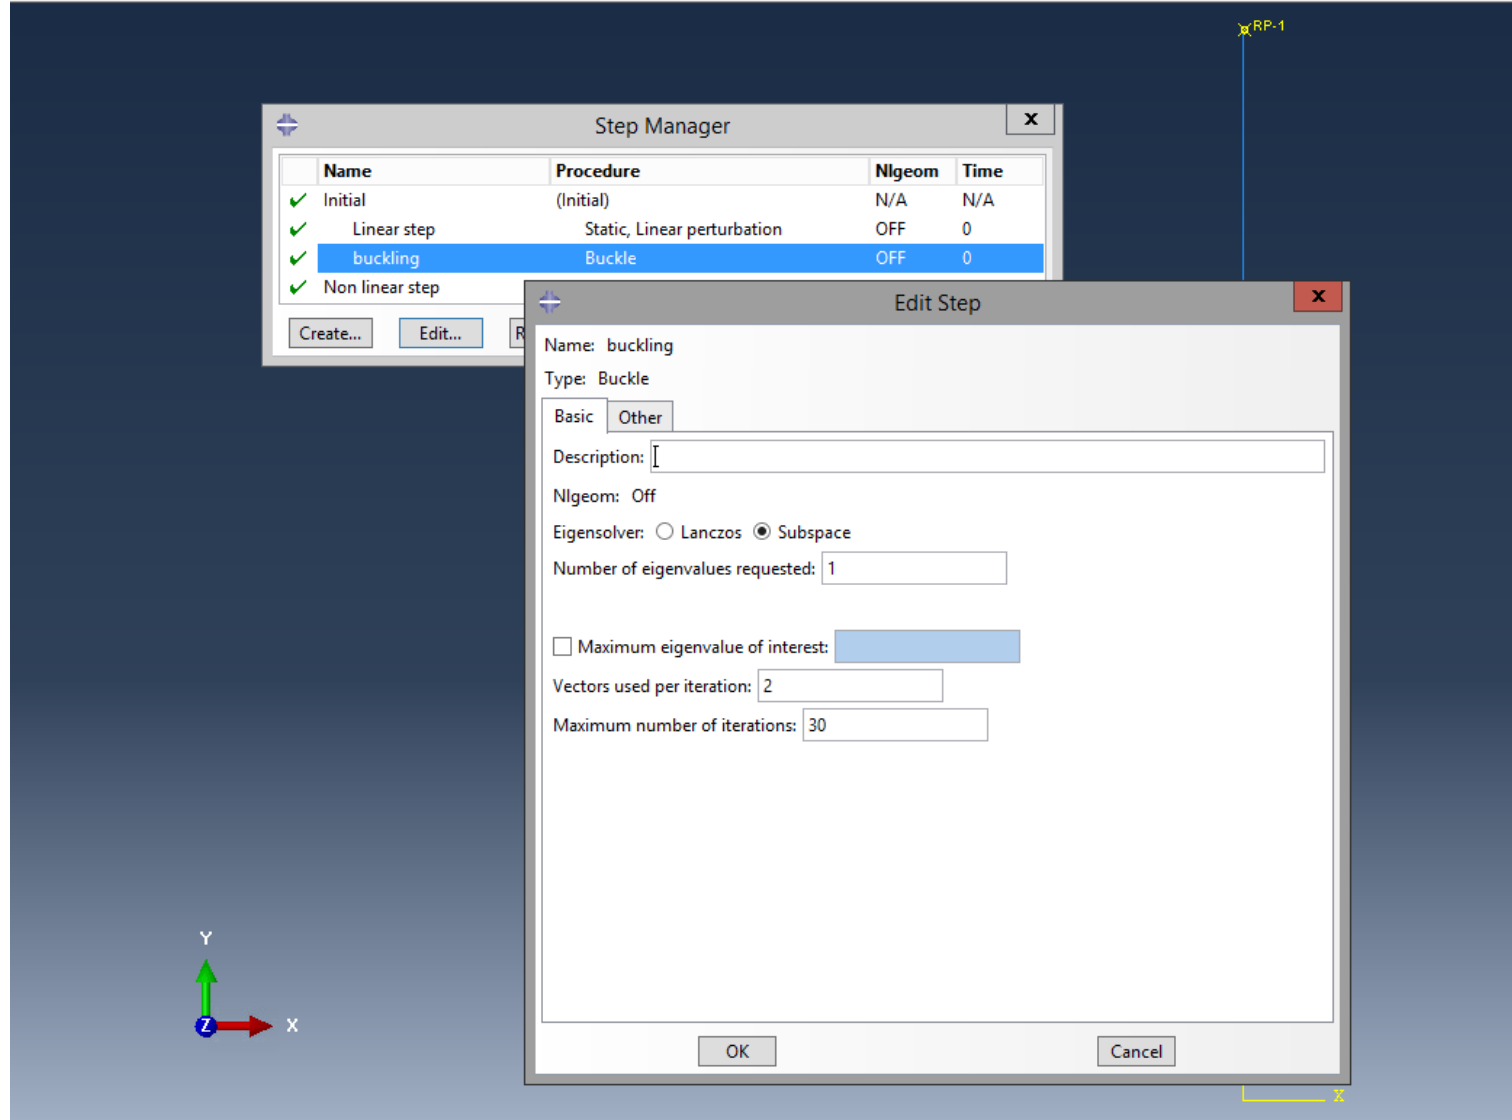 RP-1
Step Manager
x
Name Procedure Nlgeom Time
Initial (Initial) N/A N/A
Linear step Static, Linear perturbation OFF 0
buckling Buckle OFF 0
Non linear step
Create... Edit... R
Edit Step
x
Name: buckling
Type: Buckle
Basic Other
Description:
Nlgeom: Off
Eigensolver: Lanczos Subspace
Number of eigenvalues requested: 1
Maximum eigenvalue of interest:
Vectors used per iteration: 2
Maximum number of iterations: 30
OK Cancel
Y
Z X
X